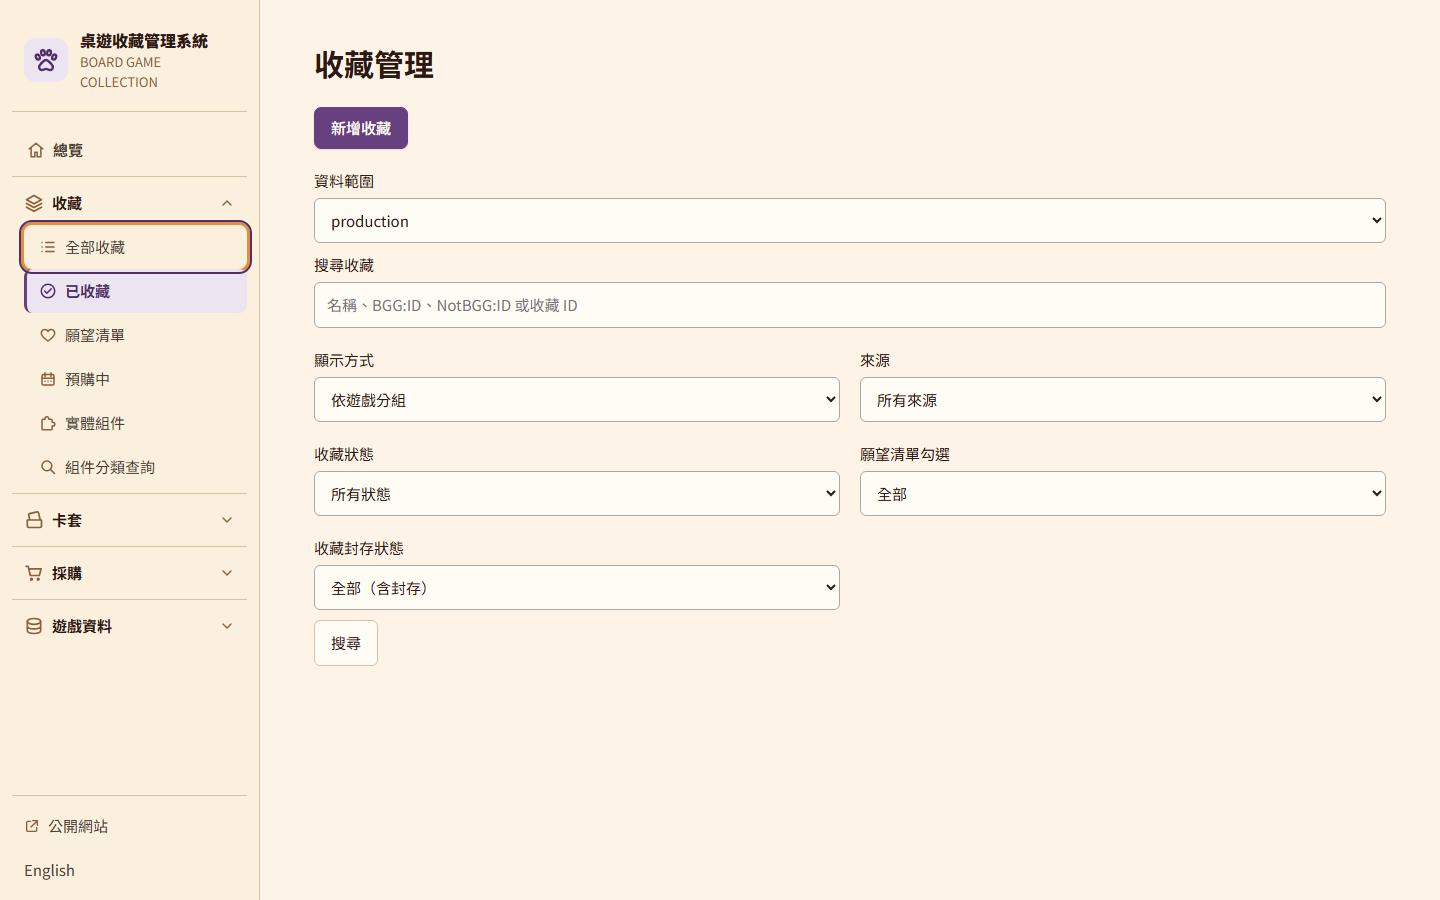 桌遊收藏管理系統
BOARD GAME
COLLECTION
總覽
收藏
全部收藏
已收藏
願望清單
預購中
實體組件
組件分類查詢
卡套
採購
遊戲資料
公開網站
English
收藏管理
新增收藏
資料範圍
production
搜尋收藏
名稱、BGG:ID、NotBGG:ID 或收藏 ID
顯示方式
來源
依遊戲分組
所有來源
收藏狀態
願望清單勾選
所有狀態
全部
收藏封存狀態
全部（含封存）
搜尋